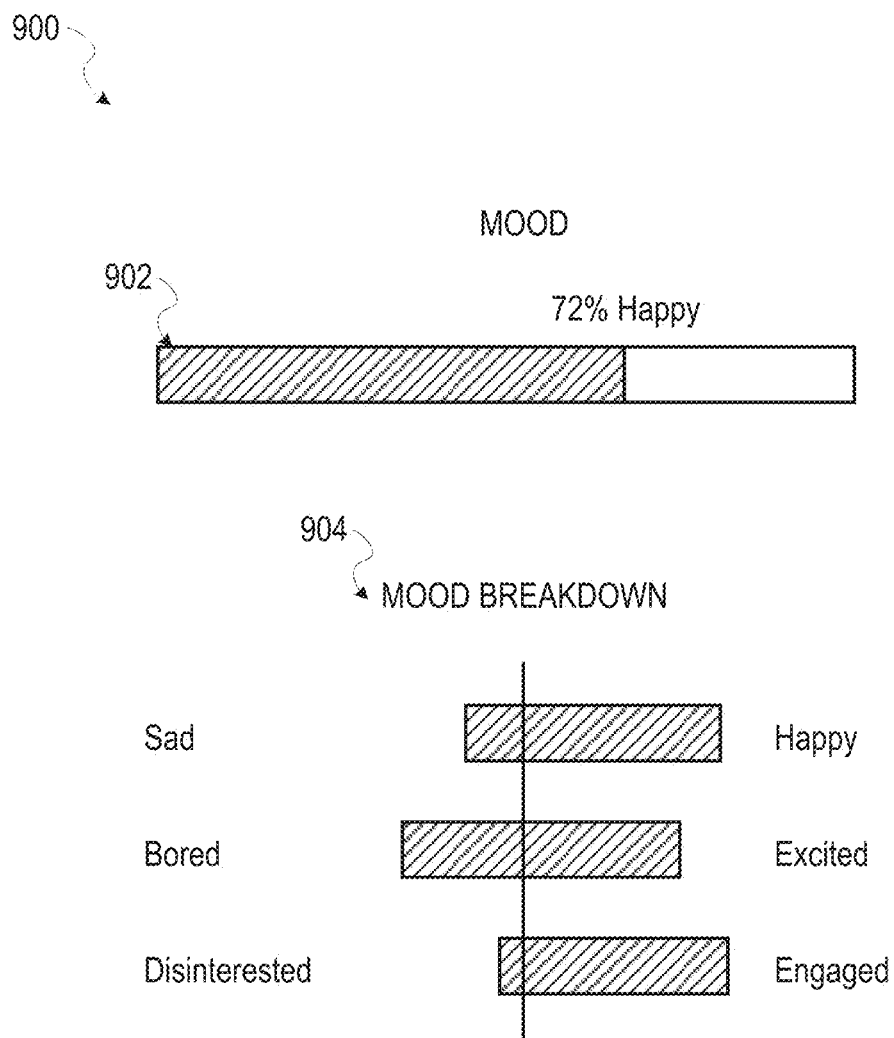 900
MOOD
902
72% Happy
904
MOOD BREAKDOWN
Sad Happy
Bored Excited
Disinterested Engaged